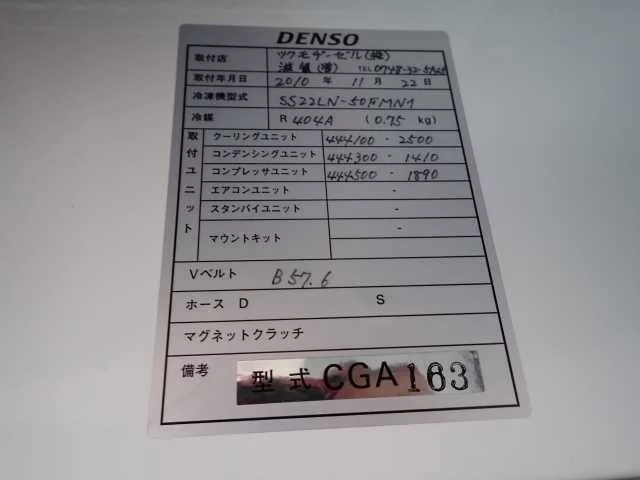 DENSO
取付店 ツクモヂーゼル(株)
滋賀(営) TEL 0748-32-
取付年月日 2010 年 11 月 22 日
冷凍機型式 SS22LN-50FMN1
冷媒 R 404A (0.75 kg)
取付ユニット
クーリングユニット 444100 - 2500
コンデンシングユニット 444300 - 1410
コンプレッサユニット 444500 - 1890
エアコンユニット -
スタンバイユニット -
マウントキット -
Vベルト B57.6
ホース D S
マグネットクラッチ
備考 型式 CGA163